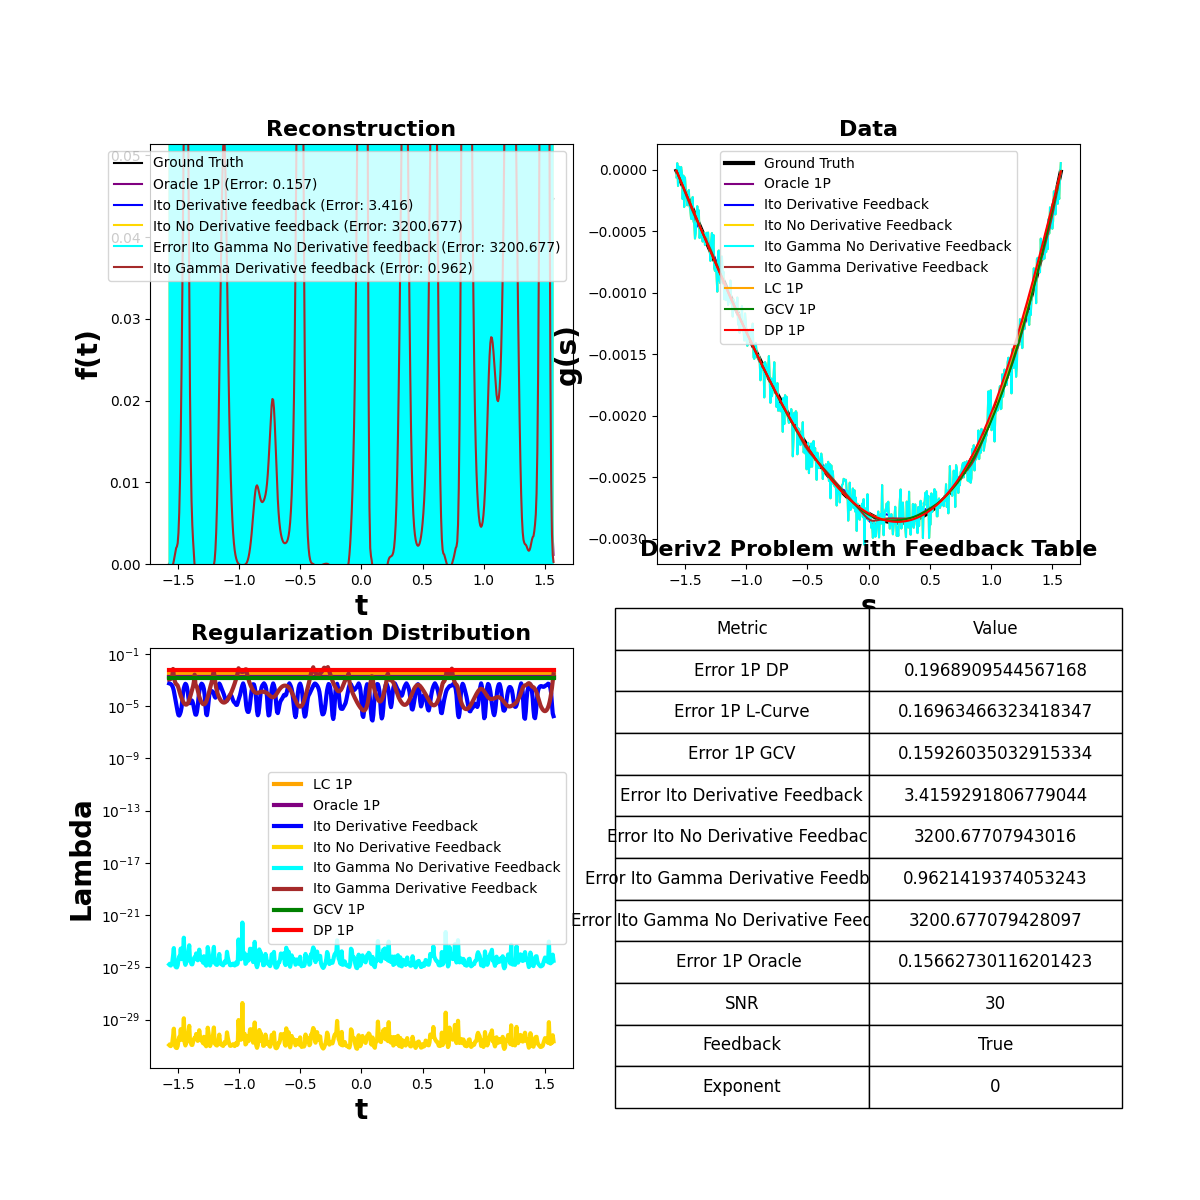 Reconstruction
f(t)
0.05
0.04
0.03
0.02
0.01
0.00
Ground Truth
Oracle 1P (Error: 0.157)
Ito Derivative feedback (Error: 3.416)
Ito No Derivative feedback (Error: 3200.677)
Error Ito Gamma No Derivative feedback (Error: 3200.677)
Ito Gamma Derivative feedback (Error: 0.962)
−1.5 −1.0 −0.5 0.0 0.5 1.0 1.5
t
Data
g(s)
0.0000
−0.0005
−0.0010
−0.0015
−0.0020
−0.0025
−0.0030
Ground Truth
Oracle 1P
Ito Derivative Feedback
Ito No Derivative Feedback
Ito Gamma No Derivative Feedback
Ito Gamma Derivative Feedback
LC 1P
GCV 1P
DP 1P
−1.5 −1.0 −0.5 0.0 0.5 1.0 1.5
s
Regularization Distribution
Lambda
10−1
10−5
10−9
10−13
10−17
10−21
10−25
10−29
LC 1P
Oracle 1P
Ito Derivative Feedback
Ito No Derivative Feedback
Ito Gamma No Derivative Feedback
Ito Gamma Derivative Feedback
GCV 1P
DP 1P
−1.5 −1.0 −0.5 0.0 0.5 1.0 1.5
t
Deriv2 Problem with Feedback Table
Metric Value
Error 1P DP 0.1968909544567168
Error 1P L-Curve 0.16963466323418347
Error 1P GCV 0.15926035032915334
Error Ito Derivative Feedback 3.4159291806779044
Error Ito No Derivative Feedbac 3200.67707943016
Error Ito Gamma Derivative Feedb 0.9621419374053243
Error Ito Gamma No Derivative Feed 3200.677079428097
Error 1P Oracle 0.15662730116201423
SNR 30
Feedback True
Exponent 0